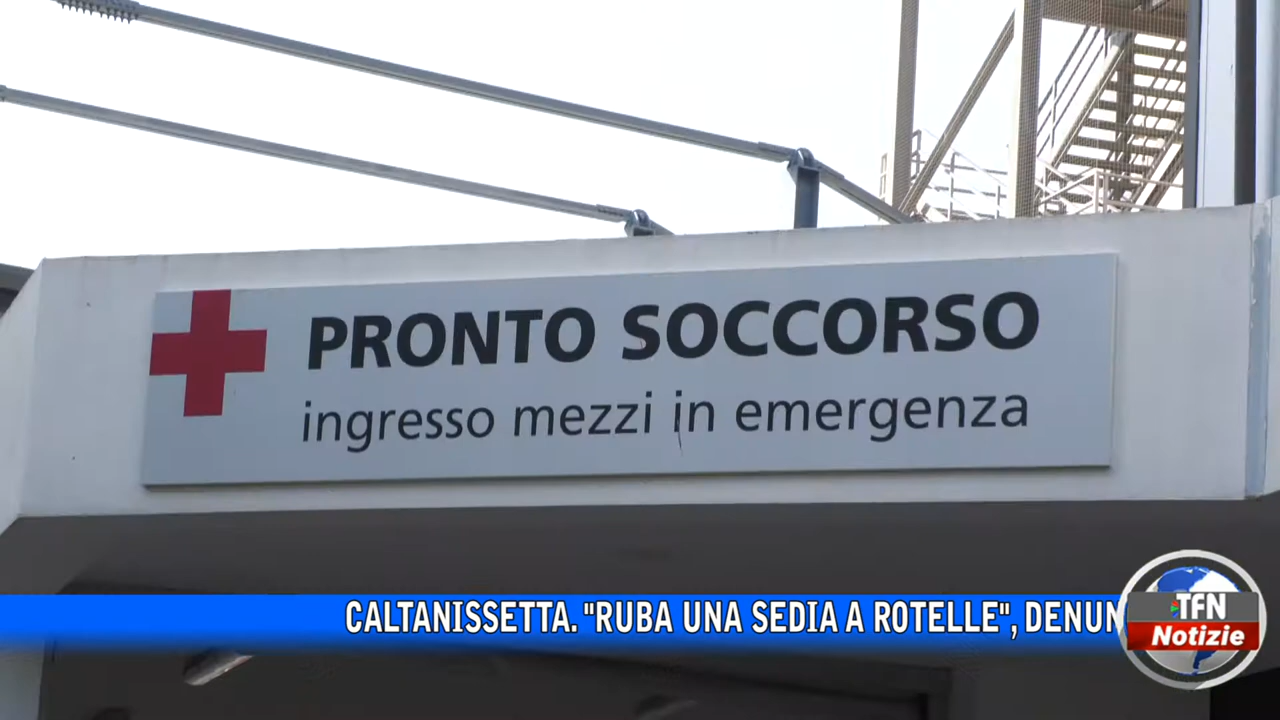 PRONTO SOCCORSO
ingresso mezzi in emergenza
CALTANISSETTA. "RUBA UNA SEDIA A ROTELLE", DENUN
TFN
Notizie